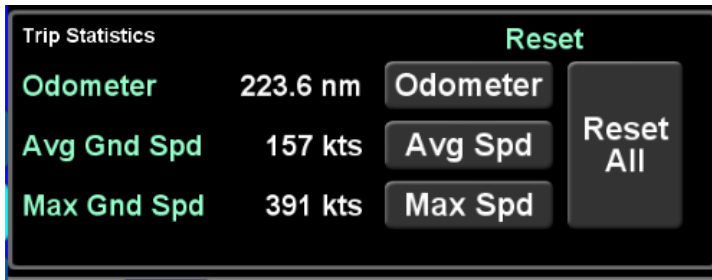 Trip Statistics Reset
Odometer 223.6 nm Odometer
Avg Gnd Spd 157 kts Avg Spd
Max Gnd Spd 391 kts Max Spd
Reset
All